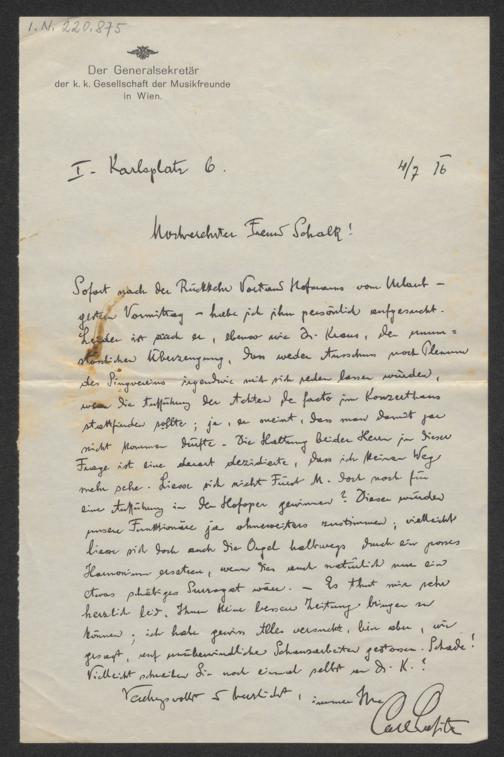 I. N. 220.875
Der Generalsekretär
der k. k. Gesellschaft der Musikfreunde
in Wien.
I - Karlsplatz 6. 4/7 16
Hochverehrter Freund Schalk!
Sofort nach der Rückkehr Vorstand Hofmanns vom Urlaub -
gestern Vormittag - habe ich ihn persönlich aufgesucht.
Leider ist auch er, ebenso wie Dr. Kraus, der unum=
stösslichen Überzeugung, dass weder Ausschuss noch Plenum
des Singvereins irgendwie mit sich reden lassen würden,
wenn die Aufführung der Achten de facto im Konzerthaus
stattfinden sollte; ja, er meint, dass man damit gar
nicht kommen dürfte. - Die Haltung beider Herrn in dieser
Frage ist eine derart dezidierte, dass ich keinen Weg
mehr sehe. Liesse sich nicht Fürst M. doch noch für
eine Aufführung in der Hofoper gewinnen? Dieser würden
unsere Funktionäre ja ohneweiters zustimmen; vielleicht
liesse sich doch auch die Orgel halbwegs durch ein grosses
Harmonium ersetzen, wenn dies auch natürlich nur ein
etwas schäbiges Surrogat wäre. - Es thut mir sehr
herzlich leid, Ihnen keine bessere Zeitung bringen zu
können; ich habe gewiss Alles versucht, bin aber, wie
gesagt, auf unüberwindliche Schanzarbeiten gestossen. Schade!
Vielleicht schreiben Sie noch einmal selbst an Dr. K.?
herzlichst, immer Ihr